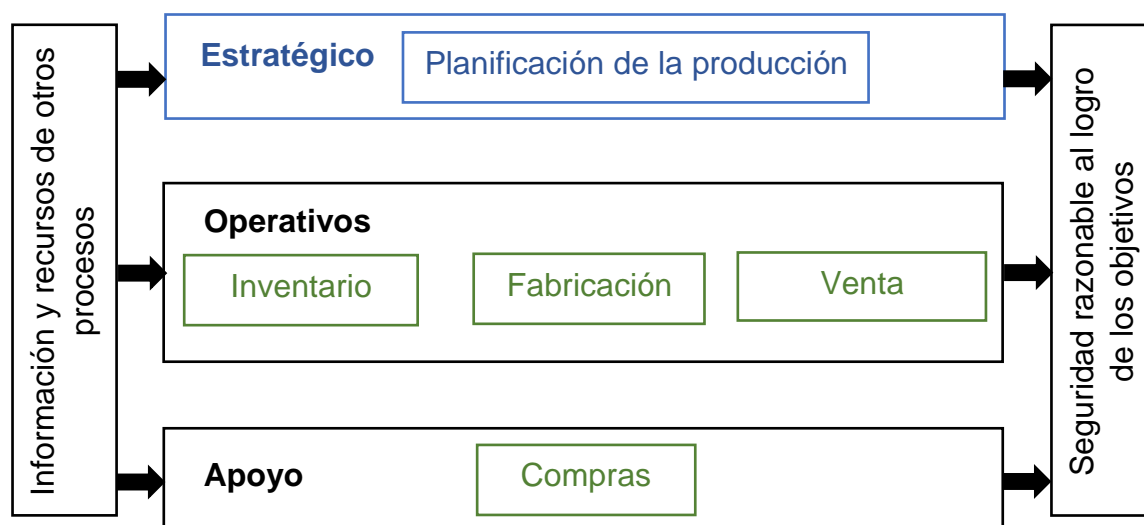 Información y recursos de otros
procesos
Estratégico
Planificación de la producción
Operativos
Inventario
Fabricación
Venta
Apoyo
Compras
Seguridad razonable al logro
de los objetivos